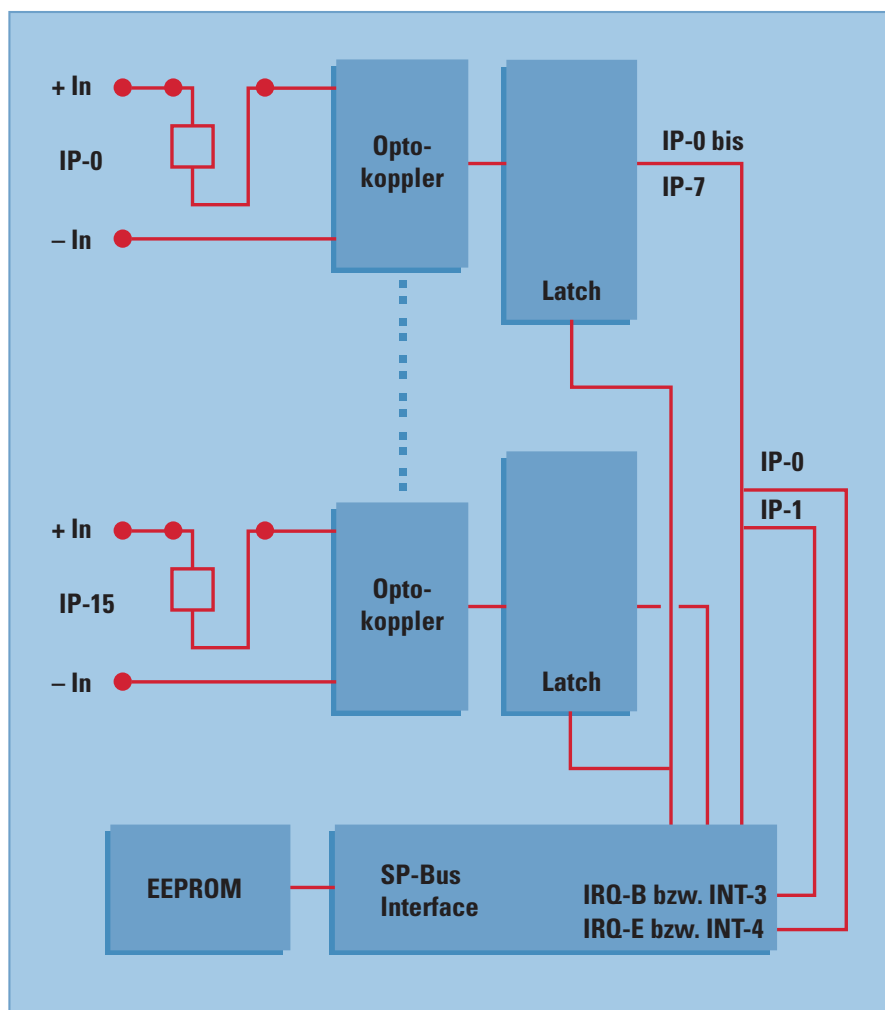 + In
IP-0
– In
Opto-
koppler
Latch
IP-0 bis
IP-7
IP-0
IP-1
+ In
IP-15
– In
Opto-
koppler
Latch
EEPROM
SP-Bus
Interface
IRQ-B bzw. INT-3
IRQ-E bzw. INT-4